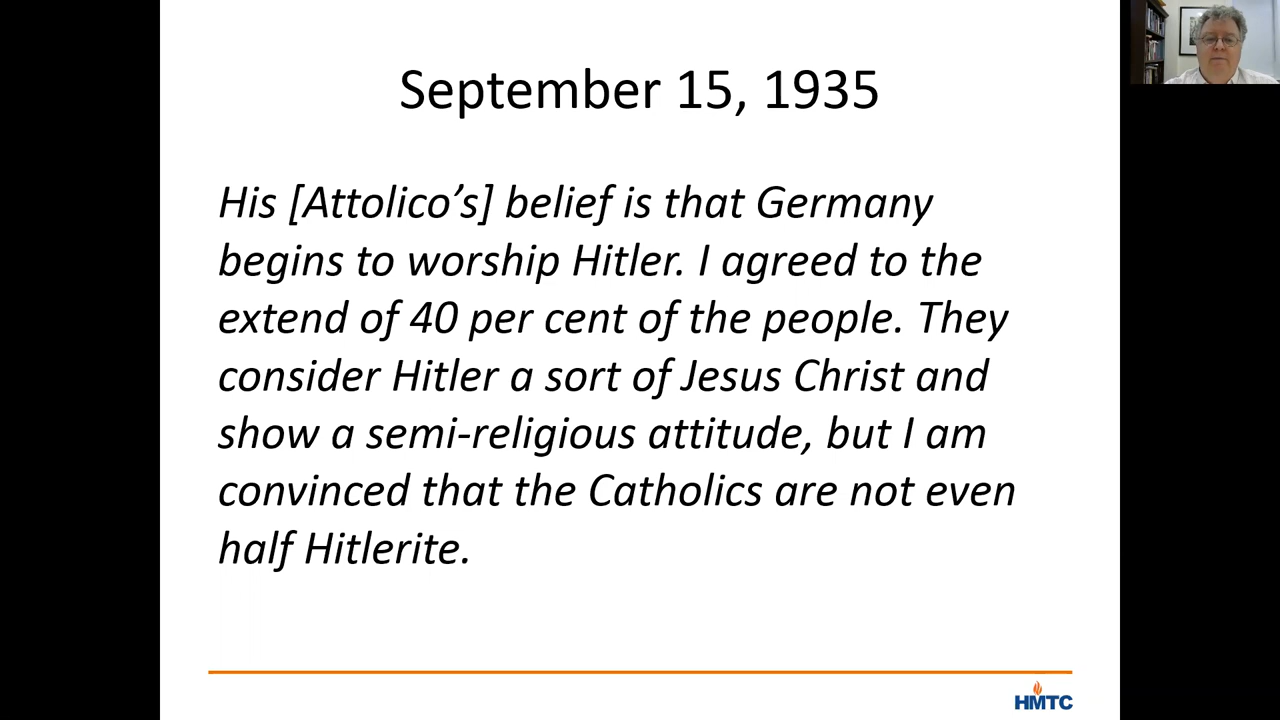 September 15, 1935
His [Attolico’s] belief is that Germany
begins to worship Hitler. I agreed to the
extend of 40 per cent of the people. They
consider Hitler a sort of Jesus Christ and
show a semi-religious attitude, but I am
convinced that the Catholics are not even
half Hitlerite.
HMTC